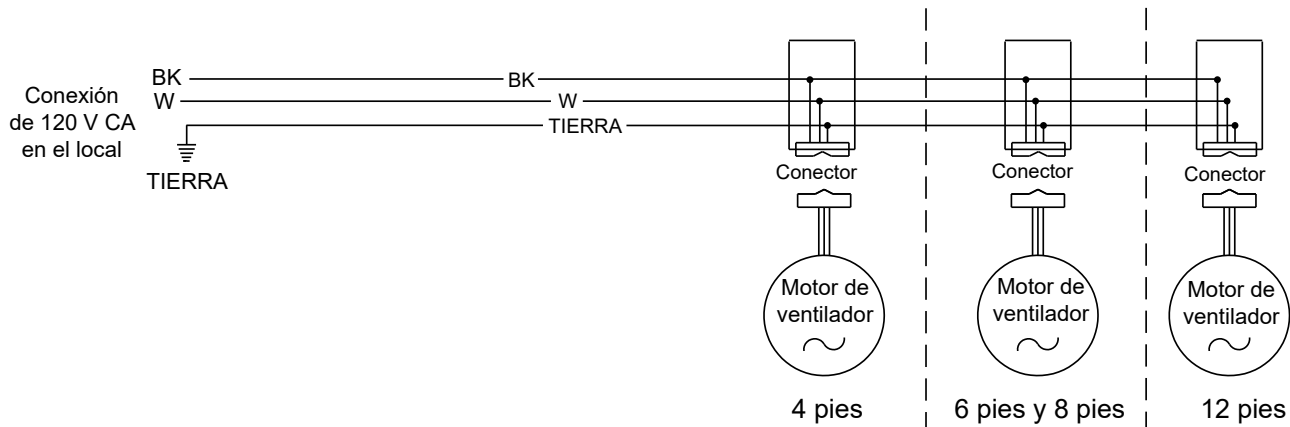 Conexión
de 120 V CA
en el local
BK
W
TIERRA
BK
W
TIERRA
Conector
Conector
Conector
Motor de
ventilador
Motor de
ventilador
Motor de
ventilador
4 pies
6 pies y 8 pies
12 pies